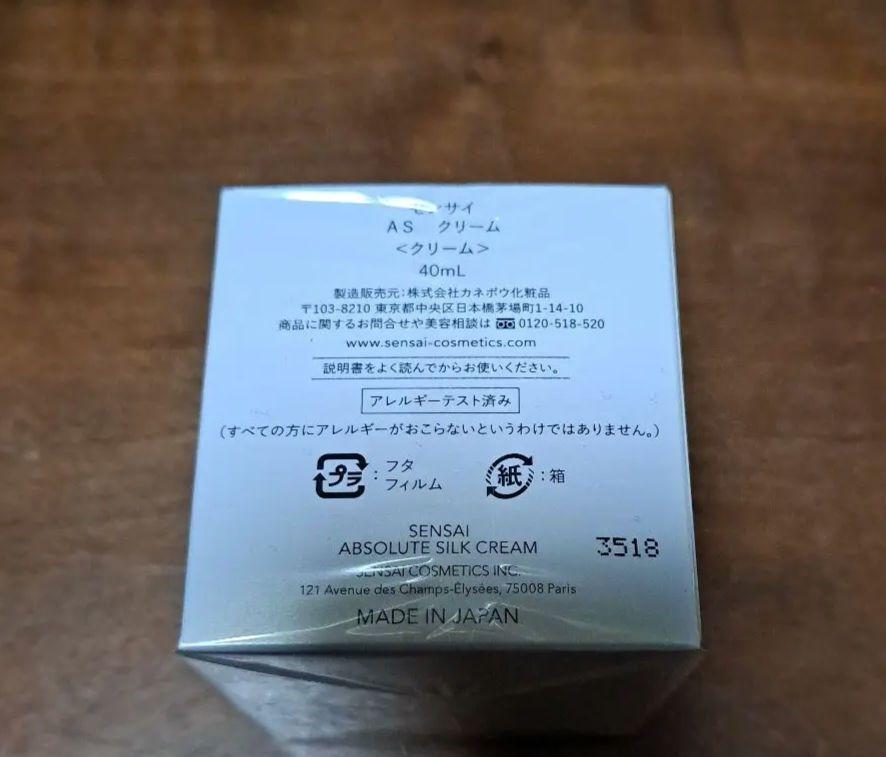 センサイ
AS クリーム
<クリーム>
40mL
製造販売元:株式会社カネボウ化粧品
〒103-8210 東京都中央区日本橋茅場町1-14-10
商品に関するお問合せや美容相談は 0120-518-520
www.sensai-cosmetics.com
説明書をよく読んでからお使いください。
アレルギーテスト済み
(すべての方にアレルギーがおこらないというわけではありません。)
プラ : フタ
フィルム
紙 : 箱
SENSAI
ABSOLUTE SILK CREAM
3518
SENSAI COSMETICS INC.
121 Avenue des Champs-Élysées, 75008 Paris
MADE IN JAPAN